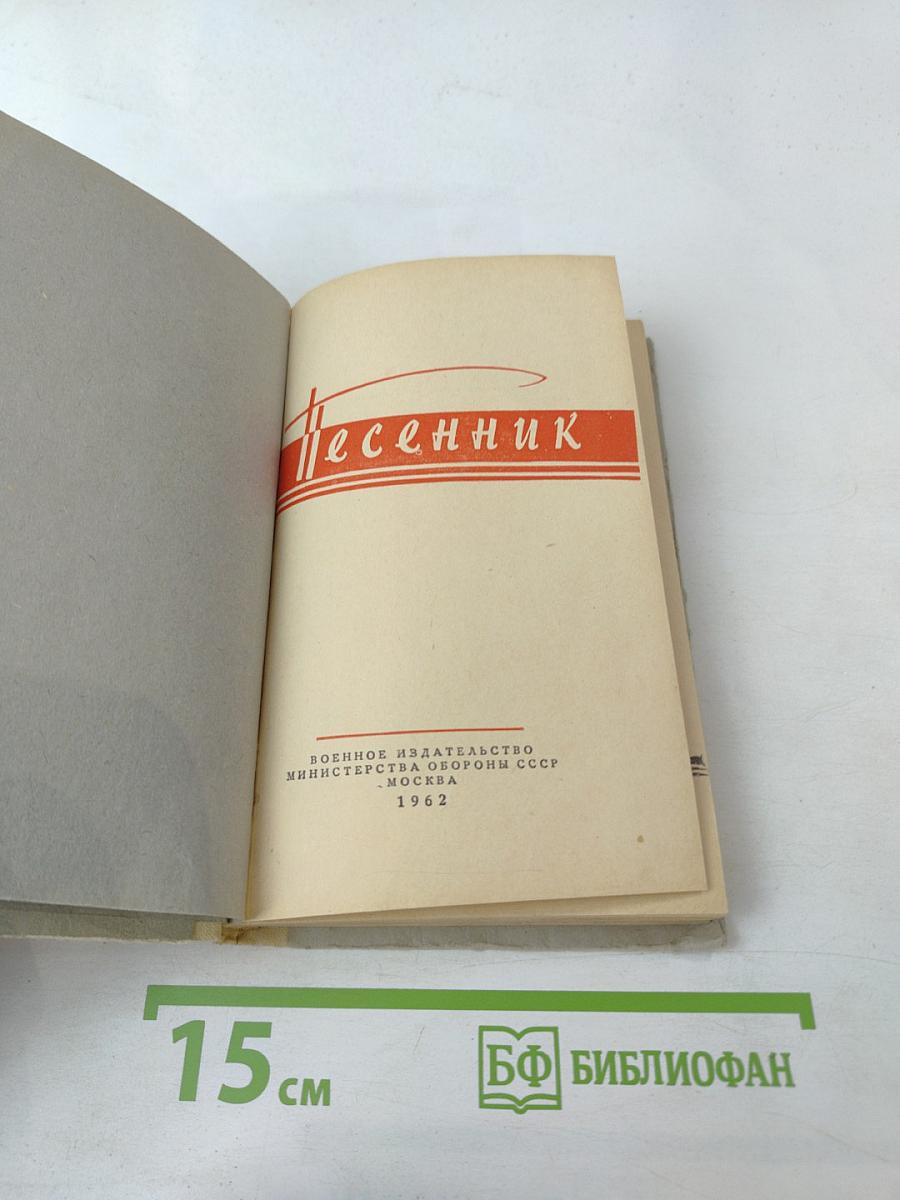 Песенник
ВОЕННОЕ ИЗДАТЕЛЬСТВО
МИНИСТЕРСТВА ОБОРОНЫ СССР
МОСКВА
1962
15 см
БФ БИБЛИОФАН